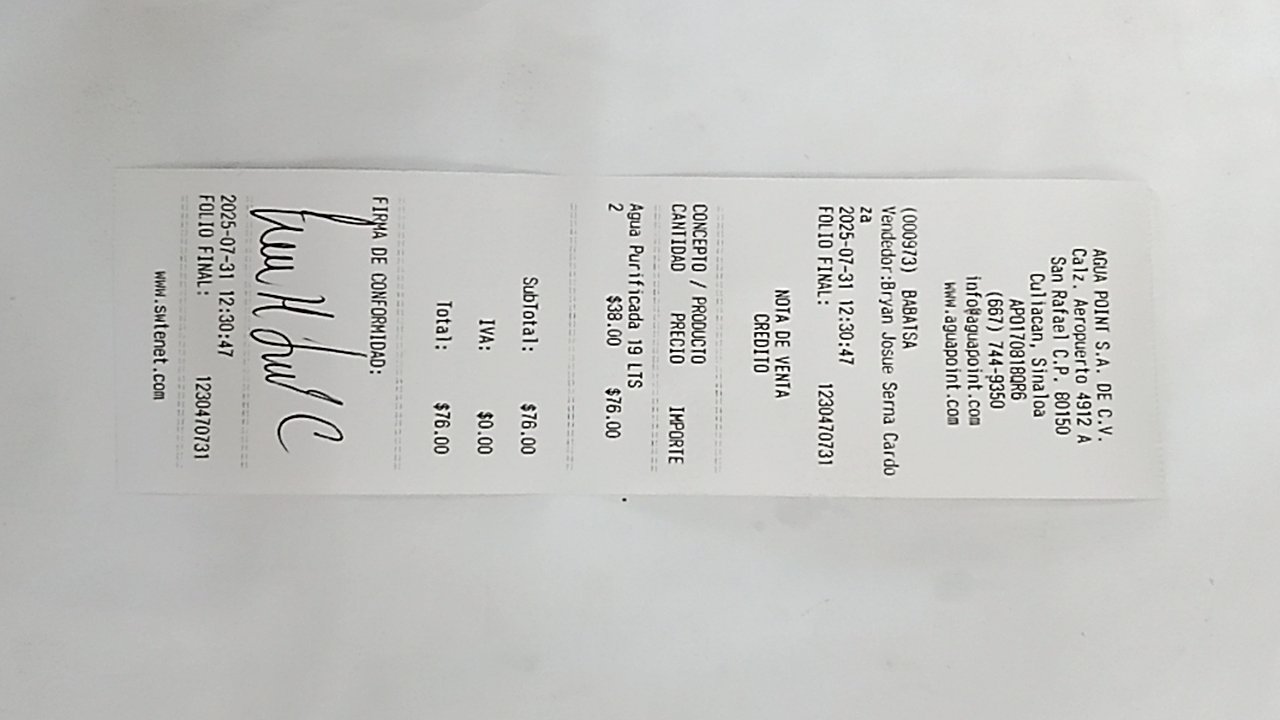 AGUA POINT S.A. DE C.V.
Calz. Aeropuerto 4912 A
San Rafael C.P. 80150
Culiacan, Sinaloa
APO170818QR6
(667) 744-9350
info@aguapoint.com
www.aguapoint.com
(000973) BABATSA
Vendedor:Bryan Josue Serna Cardo
za
2025-07-31 12:30:47
FOLIO FINAL: 1230470731
NOTA DE VENTA
CREDITO
CONCEPTO / PRODUCTO
CANTIDAD PRECIO IMPORTE
Agua Purificada 19 LTS
2 $38.00 $76.00
SubTotal: $76.00
IVA: $0.00
Total: $76.00
FIRMA DE CONFORMIDAD:
2025-07-31 12:30:47
FOLIO FINAL: 1230470731
www.swtenet.com